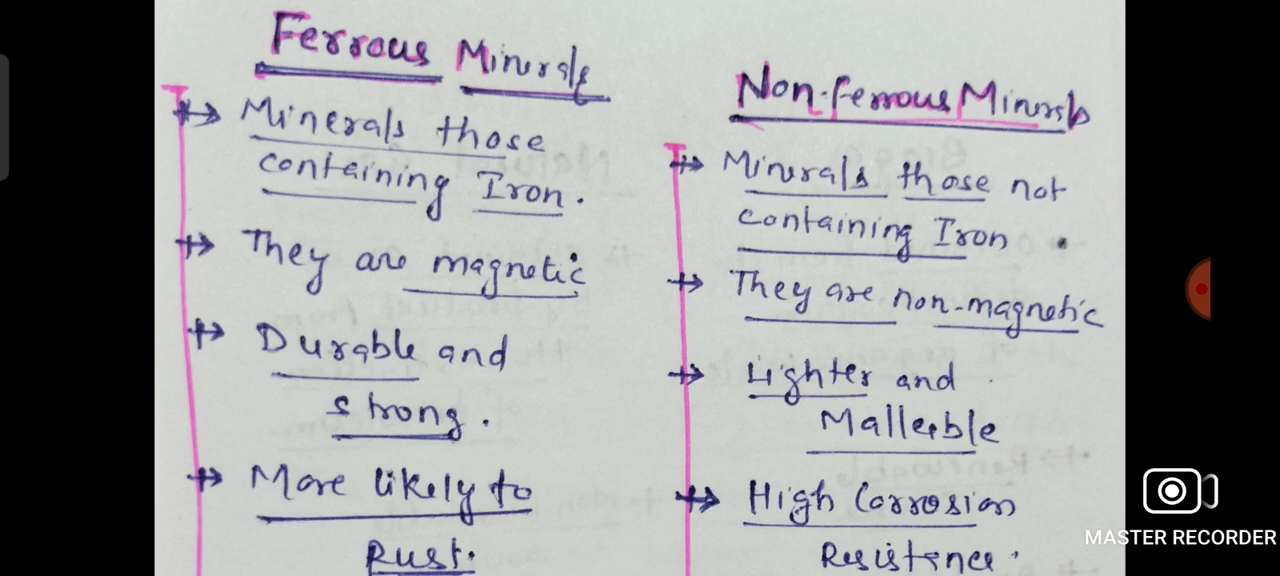 Ferrous Minerals
↦ Minerals those
containing Iron.
↦ They are magnetic
↦ Durable and
strong.
↦ More likely to
Rust.
Non-ferrous Minerals
↦ Minerals those not
containing Iron.
↦ They are non-magnetic
↦ Lighter and
Malleable
↦ High Corrosion
Resistence.
MASTER RECORDER